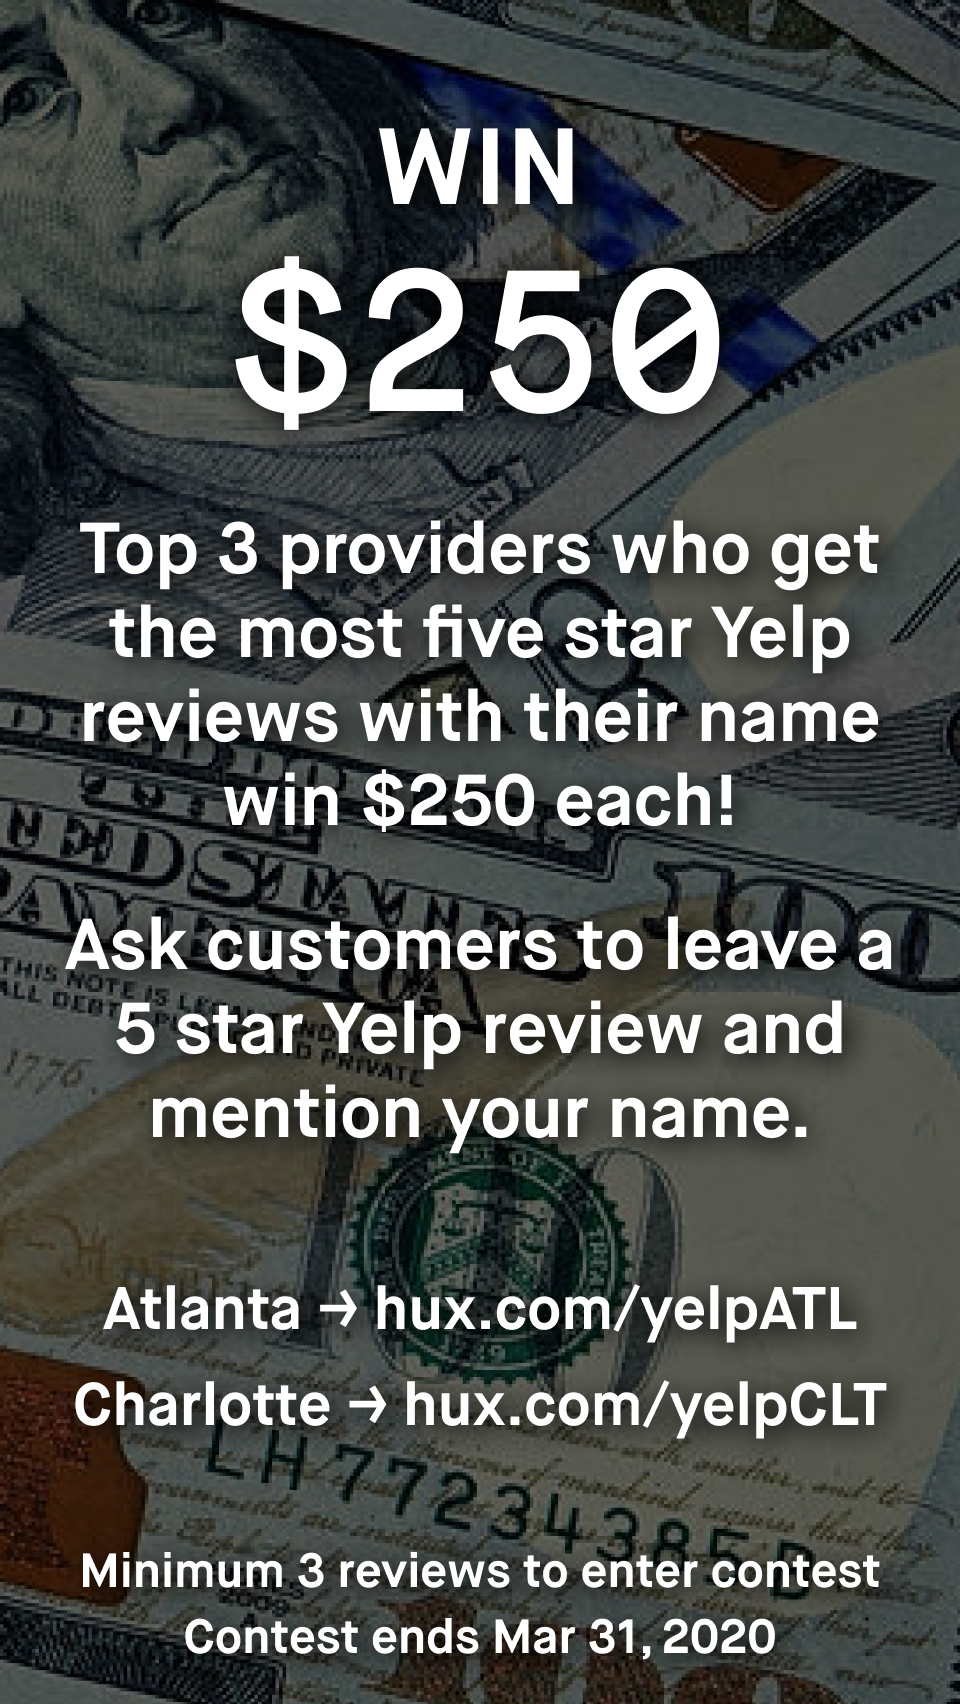 WIN
$250
Top 3 providers who get
the most five star Yelp
reviews with their name
win $250 each!
Ask customers to leave a
5 star Yelp review and
mention your name.
Atlanta → hux.com/yelpATL
Charlotte → hux.com/yelpCLT
LH77234385
Minimum 3 reviews to enter contest
Contest ends Mar 31, 2020